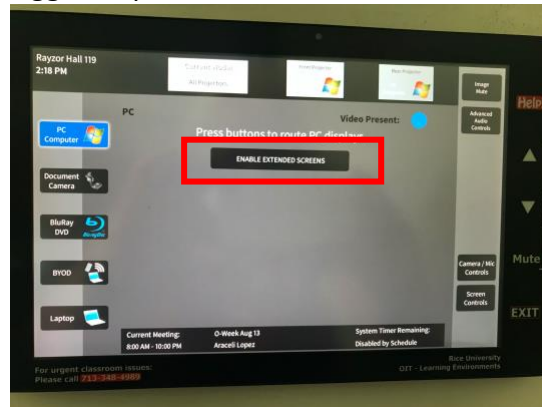 Rayzor Hall 119
2:18 PM
All Projectors
Image
Mute
Help
PC
Video Present:
Advanced
Audio
Controls
PC
Computer
Press buttons to route PC displays
ENABLE EXTENDED SCREENS
Document
Camera
BluRay
DVD
BYOD
Camera / Mic
Controls
Mute
Screen
Controls
Laptop
EXIT
Current Meeting:
O-Week Aug 13
System Timer Remaining:
8:00 AM - 10:00 PM
Araceli Lopez
Disabled by Schedule
For urgent classroom issues:
Please call 713-348-4989
Rice University
OIT - Learning Environments